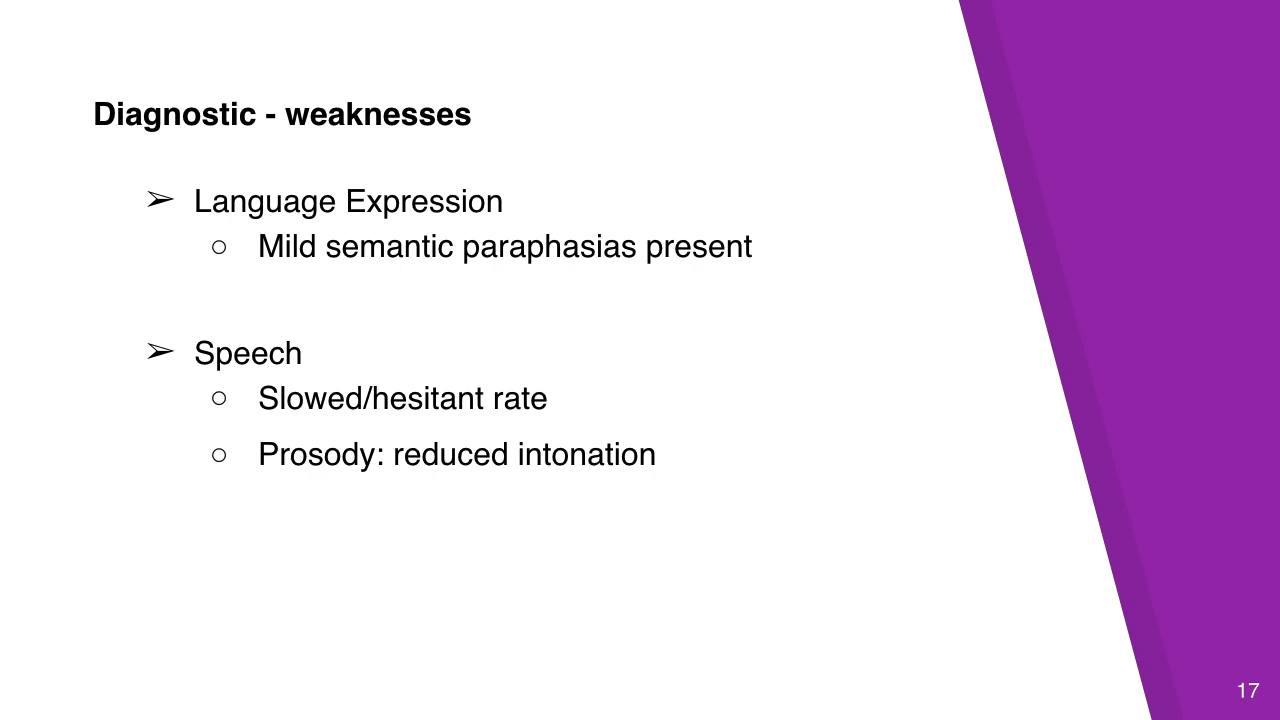 Diagnostic - weaknesses
➢ Language Expression
○ Mild semantic paraphasias present
➢ Speech
○ Slowed/hesitant rate
○ Prosody: reduced intonation
17